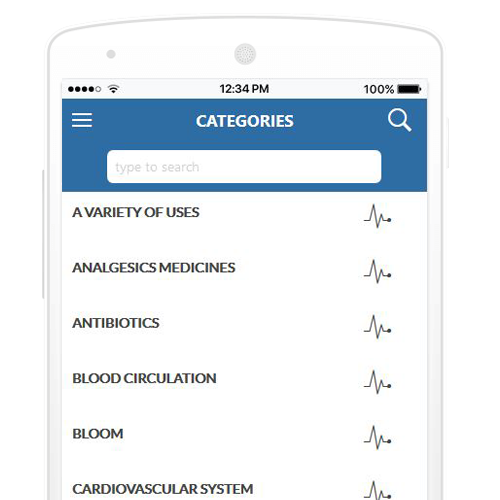 12:34 PM 100%
CATEGORIES
type to search
A VARIETY OF USES
ANALGESICS MEDICINES
ANTIBIOTICS
BLOOD CIRCULATION
BLOOM
CARDIOVASCULAR SYSTEM